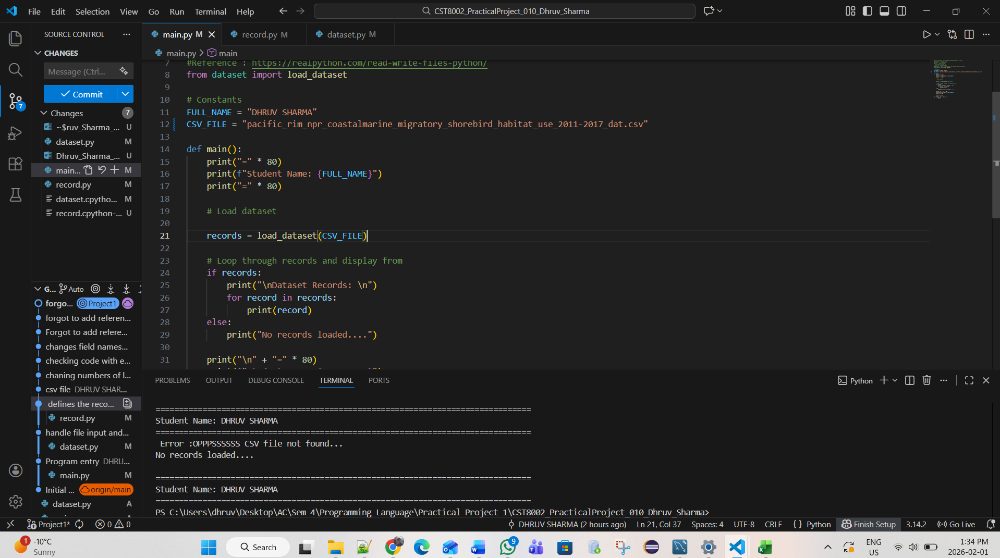 File Edit Selection View Go Run Terminal Help
CST8002_PracticalProject_010_Dhruv_Sharma
SOURCE CONTROL
CHANGES
Message (Ctrl...
Commit
Changes 7
~$ruv_Sharma_... U
dataset.py M
Dhruv_Sharma_... U
main... M
record.py M
dataset.cpytho... M
record.cpython-... U
G... Auto
forgo... Project1
forgot to add referen...
Forgot to add refere...
changes field names...
checking code with e...
chaning numbers of l...
csv file DHRUV SHAR...
defines the reco...
record.py M
handle file input and...
dataset.py M
Program entry DHRU...
main.py M
Initial ... origin/main
dataset.py A
7
main.py M
record.py M
dataset.py M
main.py > main
7 #Reference : https://realpython.com/read-write-files-python/
8 from dataset import load_dataset
9
10 # Constants
11 FULL_NAME = "DHRUV SHARMA"
12 CSV_FILE = "pacific_rim_npr_coastalmarine_migratory_shorebird_habitat_use_2011-2017_dat.csv"
13
14 def main():
15 print("=" * 80)
16 print(f"Student Name: {FULL_NAME}")
17 print("=" * 80)
18
19 # Load dataset
20
21 records = load_dataset(CSV_FILE)
22
23 # Loop through records and display from
24 if records:
25 print("\nDataset Records: \n")
26 for record in records:
27 print(record)
28 else:
29 print("No records loaded....")
30
31 print("\n" + "=" * 80)
PROBLEMS OUTPUT DEBUG CONSOLE TERMINAL PORTS
Python
================================================================================
Student Name: DHRUV SHARMA
================================================================================
Error :OPPPSSSSSS CSV file not found...
No records loaded....
================================================================================
Student Name: DHRUV SHARMA
================================================================================
PS C:\Users\dhruv\Desktop\AC\Sem 4\Programming Language\Practical Project 1\CST8002_PracticalProject_010_Dhruv_Sharma>
Project1* 0 0 DHRUV SHARMA (2 hours ago) Ln 21, Col 37 Spaces: 4 UTF-8 CRLF { } Python Finish Setup 3.14.2 Go Live
1
-10°C
Sunny
Search
9
ENG
US
1:34 PM
2026-02-01